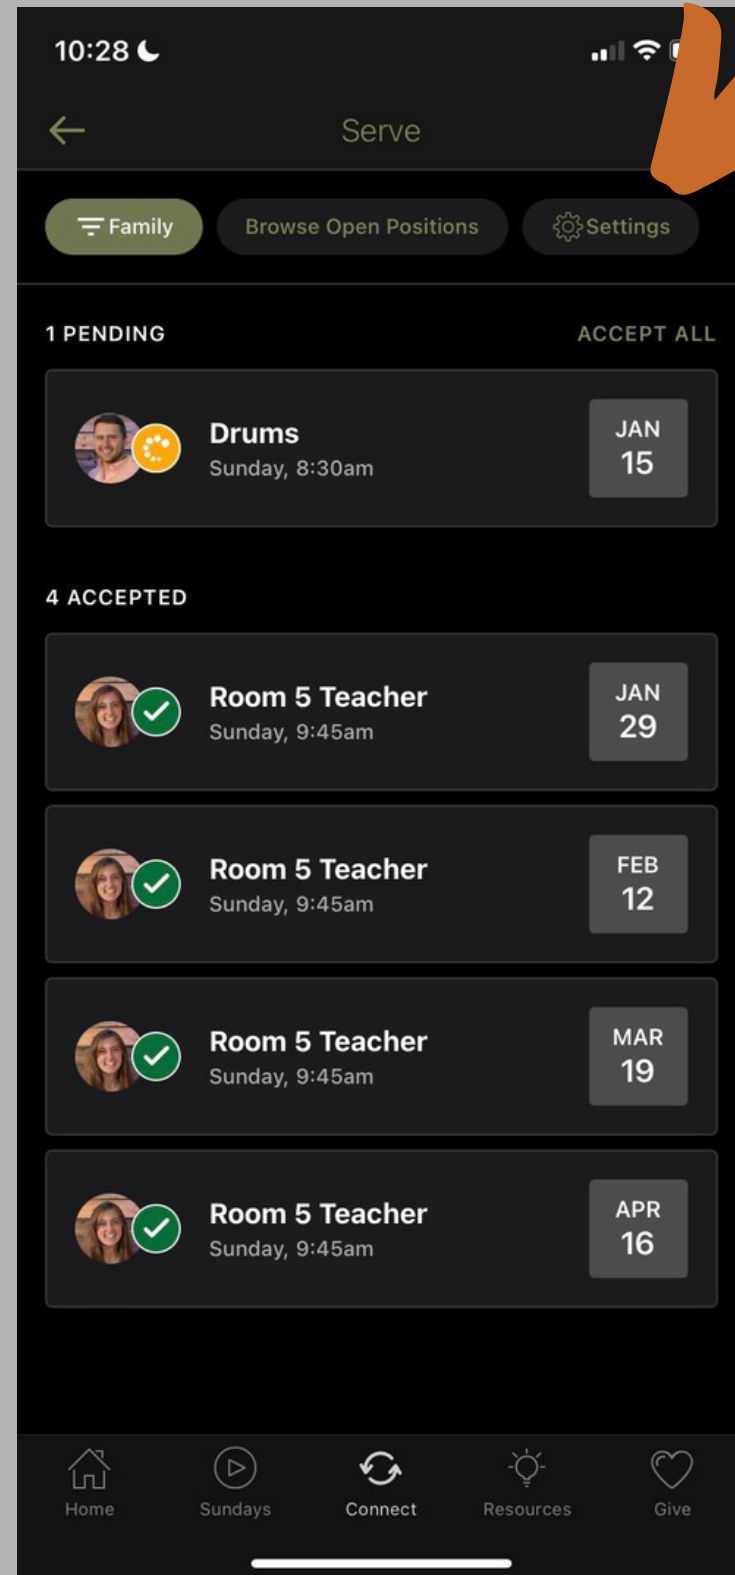 10:28
Serve
Family Browse Open Positions Settings
1 PENDING ACCEPT ALL
Drums
Sunday, 8:30am
JAN
15
4 ACCEPTED
Room 5 Teacher
Sunday, 9:45am
JAN
29
Room 5 Teacher
Sunday, 9:45am
FEB
12
Room 5 Teacher
Sunday, 9:45am
MAR
19
Room 5 Teacher
Sunday, 9:45am
APR
16
Home Sundays Connect Resources Give